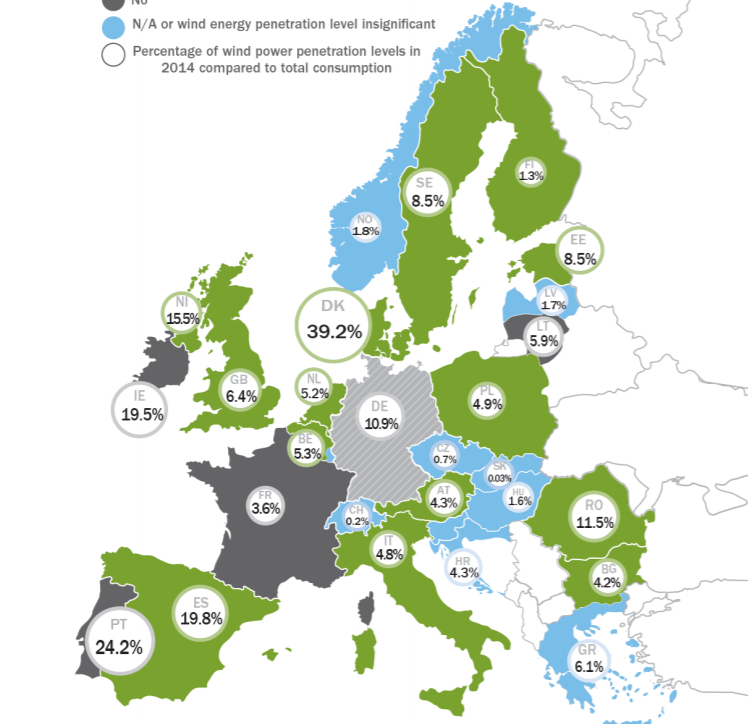 No
N/A or wind energy penetration level insignificant
Percentage of wind power penetration levels in
2014 compared to total consumption
FI
1.3%
SE
8.5%
NO
1.8%
EE
8.5%
LV
1.7%
LT
5.9%
DK
39.2%
NI
15.5%
IE
19.5%
GB
6.4%
NL
5.2%
BE
5.3%
DE
10.9%
PL
4.9%
CZ
0.7%
SK
0.03%
HU
1.6%
AT
4.3%
CH
0.2%
FR
3.6%
IT
4.8%
HR
4.3%
RO
11.5%
BG
4.2%
GR
6.1%
ES
19.8%
PT
24.2%